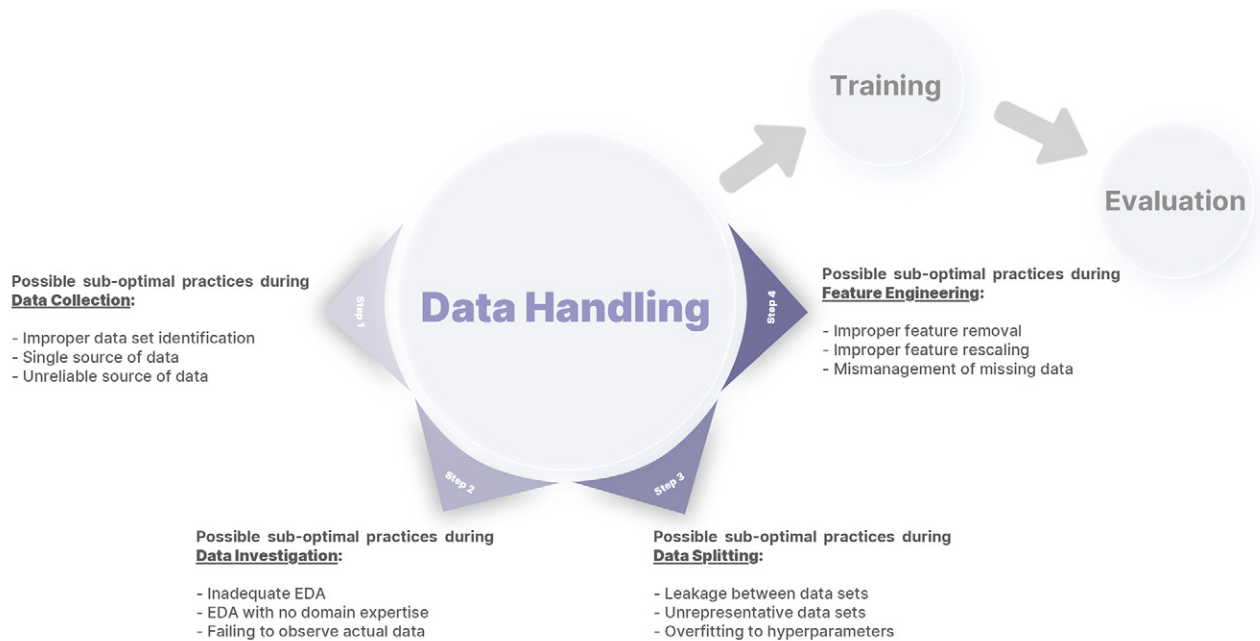 Training
Evaluation
Data Handling
Step 1
Step 2
Step 3
Step 4
Possible sub-optimal practices during
Data Collection:
- Improper data set identification
- Single source of data
- Unreliable source of data
Possible sub-optimal practices during
Data Investigation:
- Inadequate EDA
- EDA with no domain expertise
- Failing to observe actual data
Possible sub-optimal practices during
Data Splitting:
- Leakage between data sets
- Unrepresentative data sets
- Overfitting to hyperparameters
Possible sub-optimal practices during
Feature Engineering:
- Improper feature removal
- Improper feature rescaling
- Mismanagement of missing data